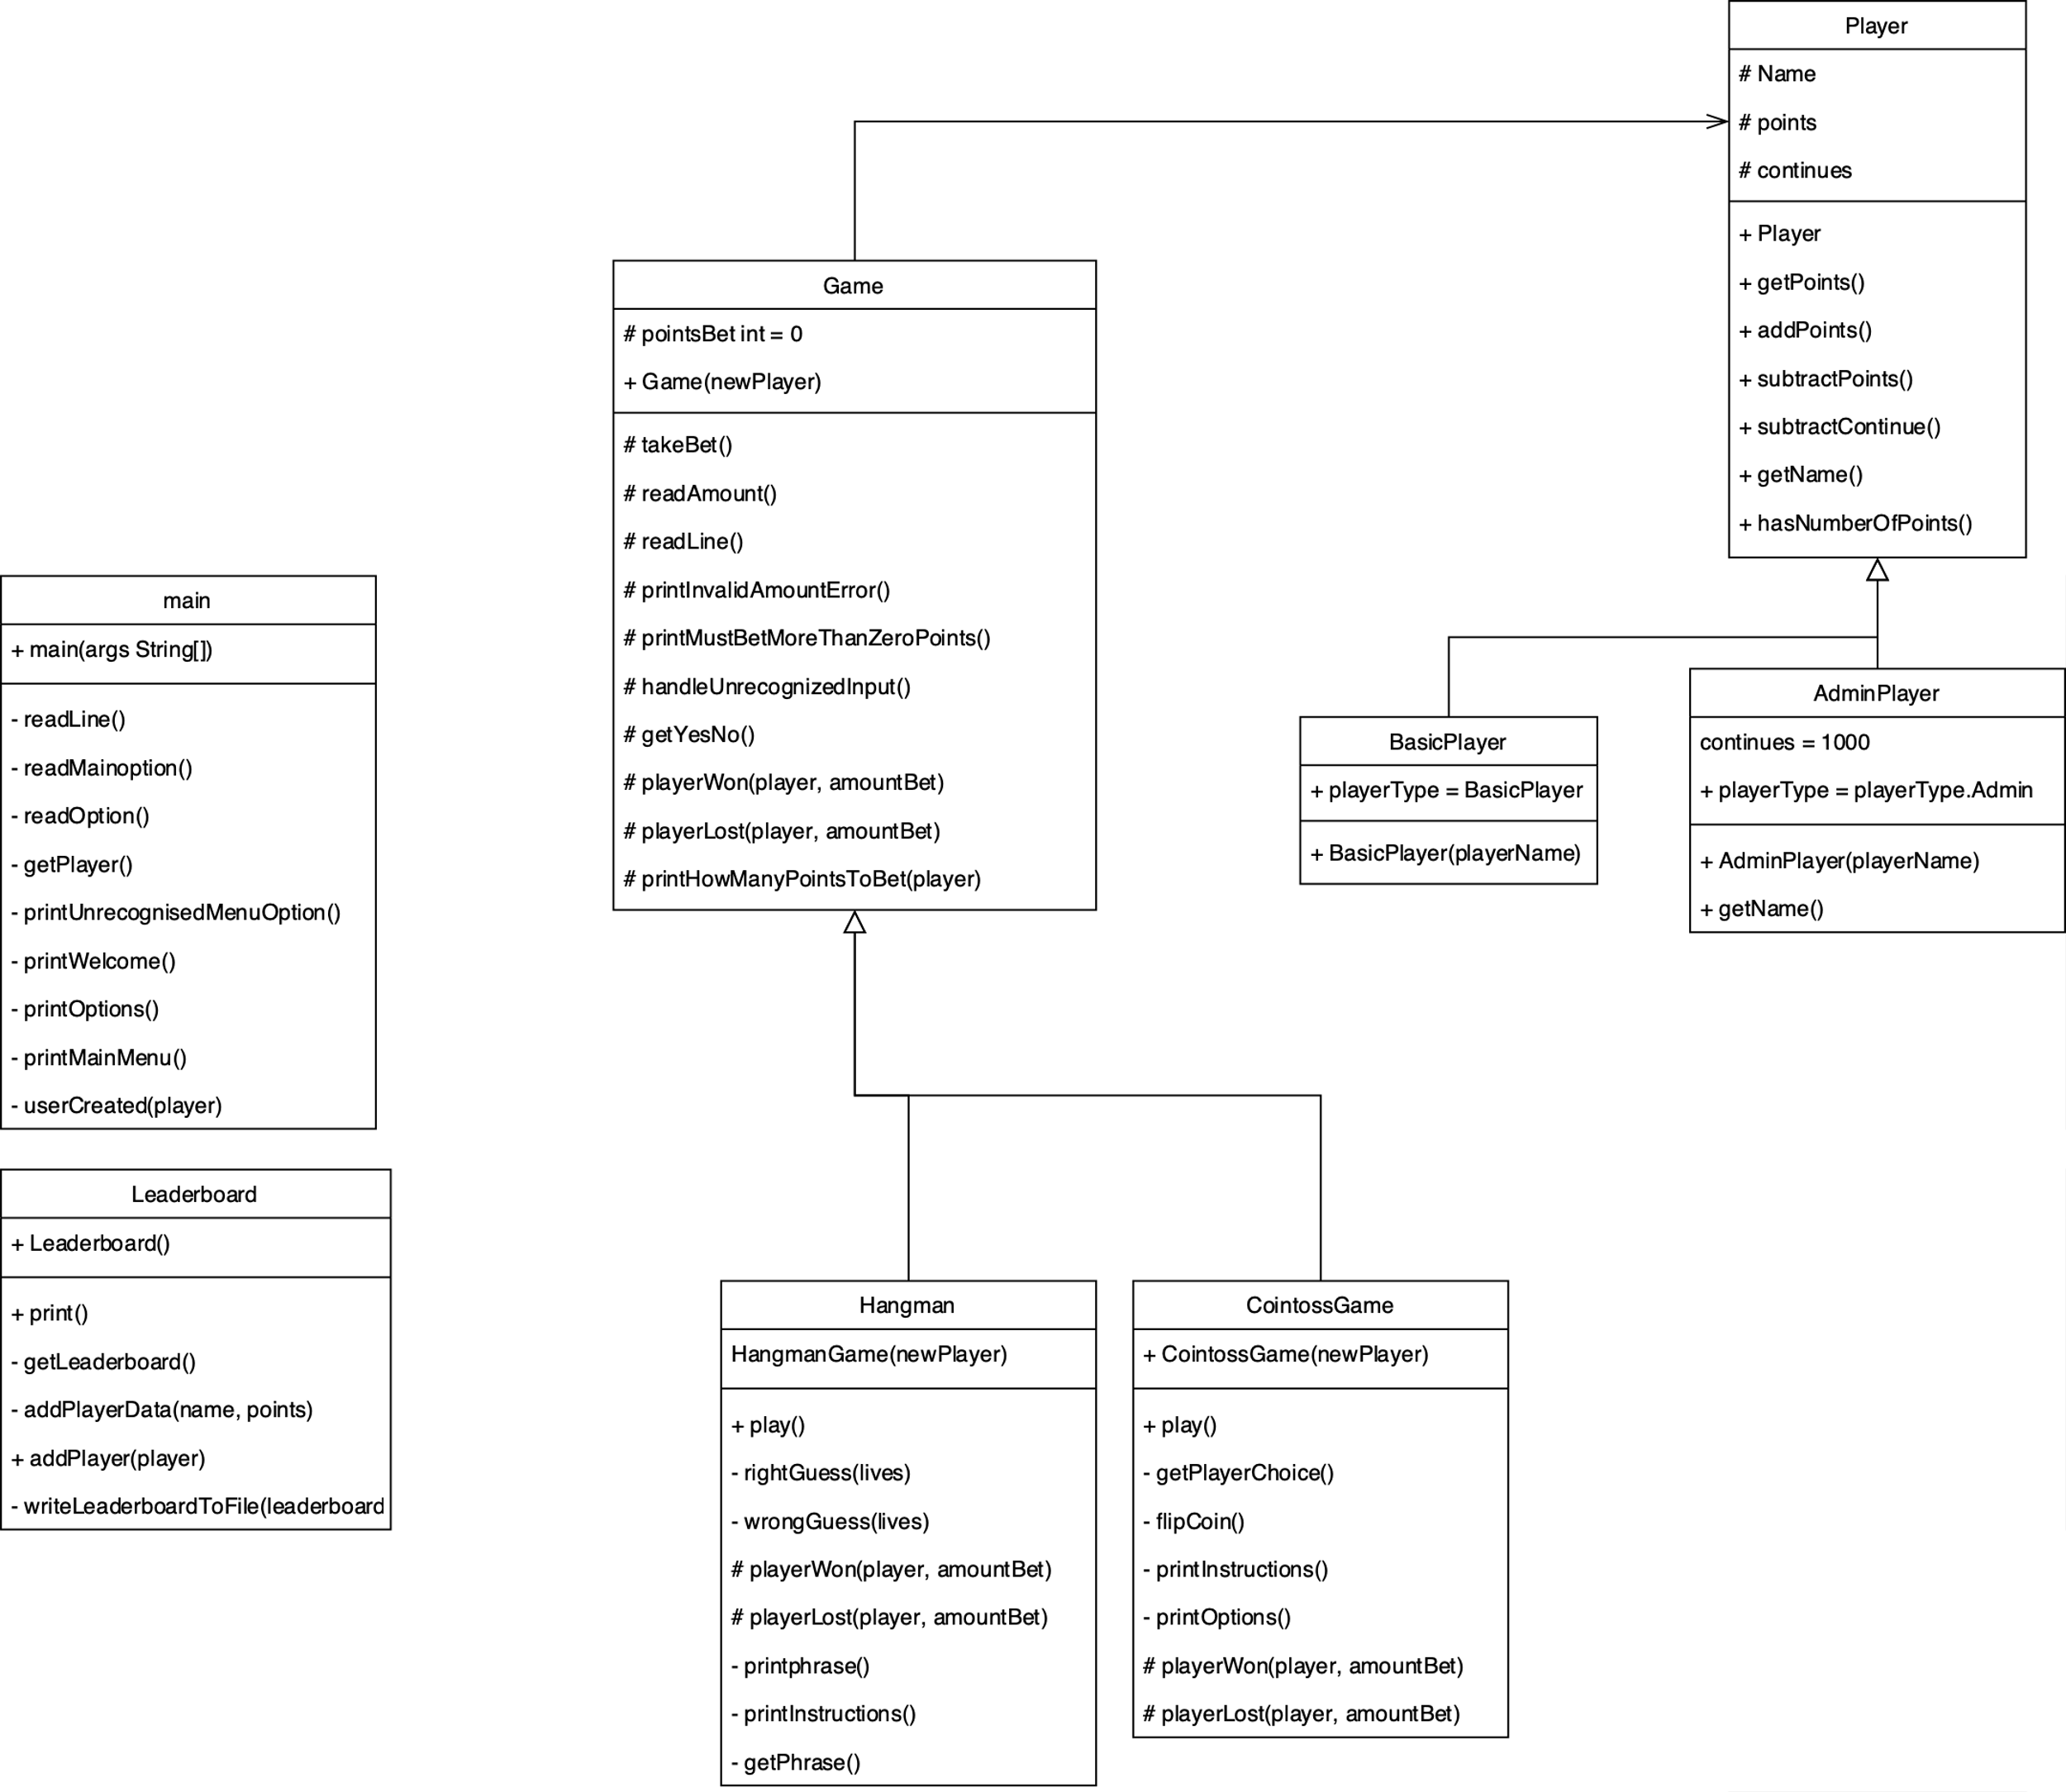 Player
# Name
# points
# continues
+ Player
+ getPoints()
+ addPoints()
+ subtractPoints()
+ subtractContinue()
+ getName()
+ hasNumberOfPoints()
Game
# pointsBet int = 0
+ Game(newPlayer)
# takeBet()
# readAmount()
# readLine()
# printInvalidAmountError()
# printMustBetMoreThanZeroPoints()
# handleUnrecognizedInput()
# getYesNo()
# playerWon(player, amountBet)
# playerLost(player, amountBet)
# printHowManyPointsToBet(player)
main
+ main(args String[])
- readLine()
- readMainoption()
- readOption()
- getPlayer()
- printUnrecognisedMenuOption()
- printWelcome()
- printOptions()
- printMainMenu()
- userCreated(player)
BasicPlayer
+ playerType = BasicPlayer
+ BasicPlayer(playerName)
AdminPlayer
continues = 1000
+ playerType = playerType.Admin
+ AdminPlayer(playerName)
+ getName()
Leaderboard
+ Leaderboard()
+ print()
- getLeaderboard()
- addPlayerData(name, points)
+ addPlayer(player)
- writeLeaderboardToFile(leaderboard
Hangman
HangmanGame(newPlayer)
+ play()
- rightGuess(lives)
- wrongGuess(lives)
# playerWon(player, amountBet)
# playerLost(player, amountBet)
- printphrase()
- printInstructions()
- getPhrase()
CointossGame
+ CointossGame(newPlayer)
+ play()
- getPlayerChoice()
- flipCoin()
- printInstructions()
- printOptions()
# playerWon(player, amountBet)
# playerLost(player, amountBet)